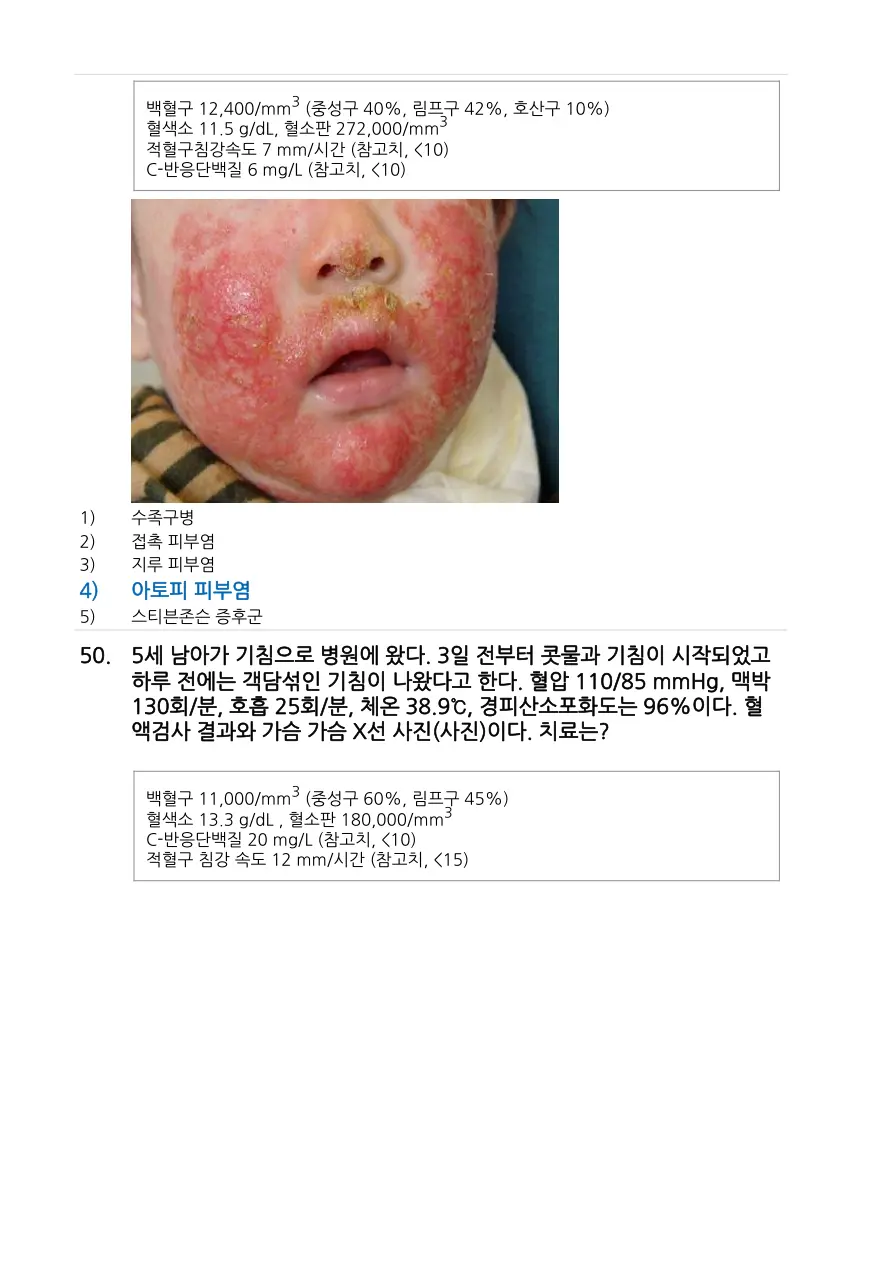 백혈구 12,400/mm3 (중성구 40%, 림프구 42%, 호산구 10%)
혈색소 11.5 g/dL, 혈소판 272,000/mm3
적혈구침강속도 7 mm/시간 (참고치, <10)
C-반응단백질 6 mg/L (참고치, <10)
1) 수족구병
2) 접촉 피부염
3) 지루 피부염
4) 아토피 피부염
5) 스티븐존슨 증후군
50. 5세 남아가 기침으로 병원에 왔다. 3일 전부터 콧물과 기침이 시작되었고
하루 전에는 객담섞인 기침이 나왔다고 한다. 혈압 110/85 mmHg, 맥박
130회/분, 호흡 25회/분, 체온 38.9℃, 경피산소포화도는 96%이다. 혈
액검사 결과와 가슴 가슴 X선 사진(사진)이다. 치료는?
백혈구 11,000/mm3 (중성구 60%, 림프구 45%)
혈색소 13.3 g/dL , 혈소판 180,000/mm3
C-반응단백질 20 mg/L (참고치, <10)
적혈구 침강 속도 12 mm/시간 (참고치, <15)